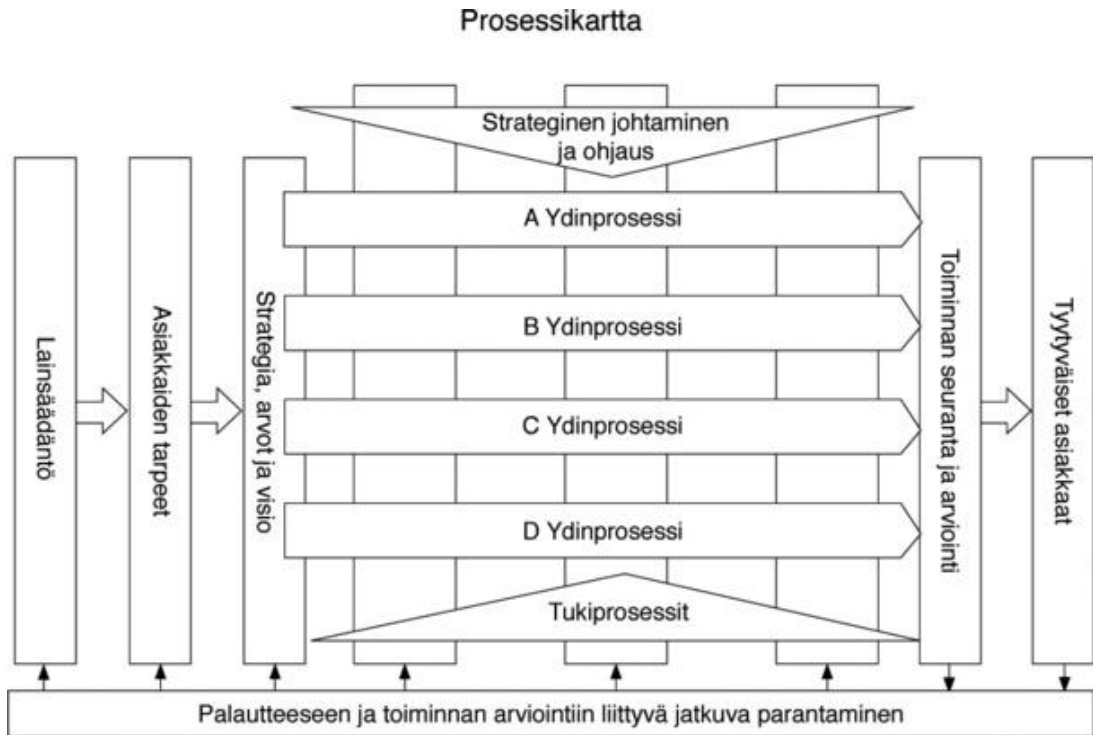 Prosessikartta
Strateginen johtaminen
ja ohjaus
Lainsäädäntö
Asiakkaiden tarpeet
Strategia, arvot ja visio
A Ydinprosessi
B Ydinprosessi
C Ydinprosessi
D Ydinprosessi
Tukiprosessit
Toiminnan seuranta ja arviointi
Tyytyväiset asiakkaat
Palautteeseen ja toiminnan arviointiin liittyvä jatkuva parantaminen